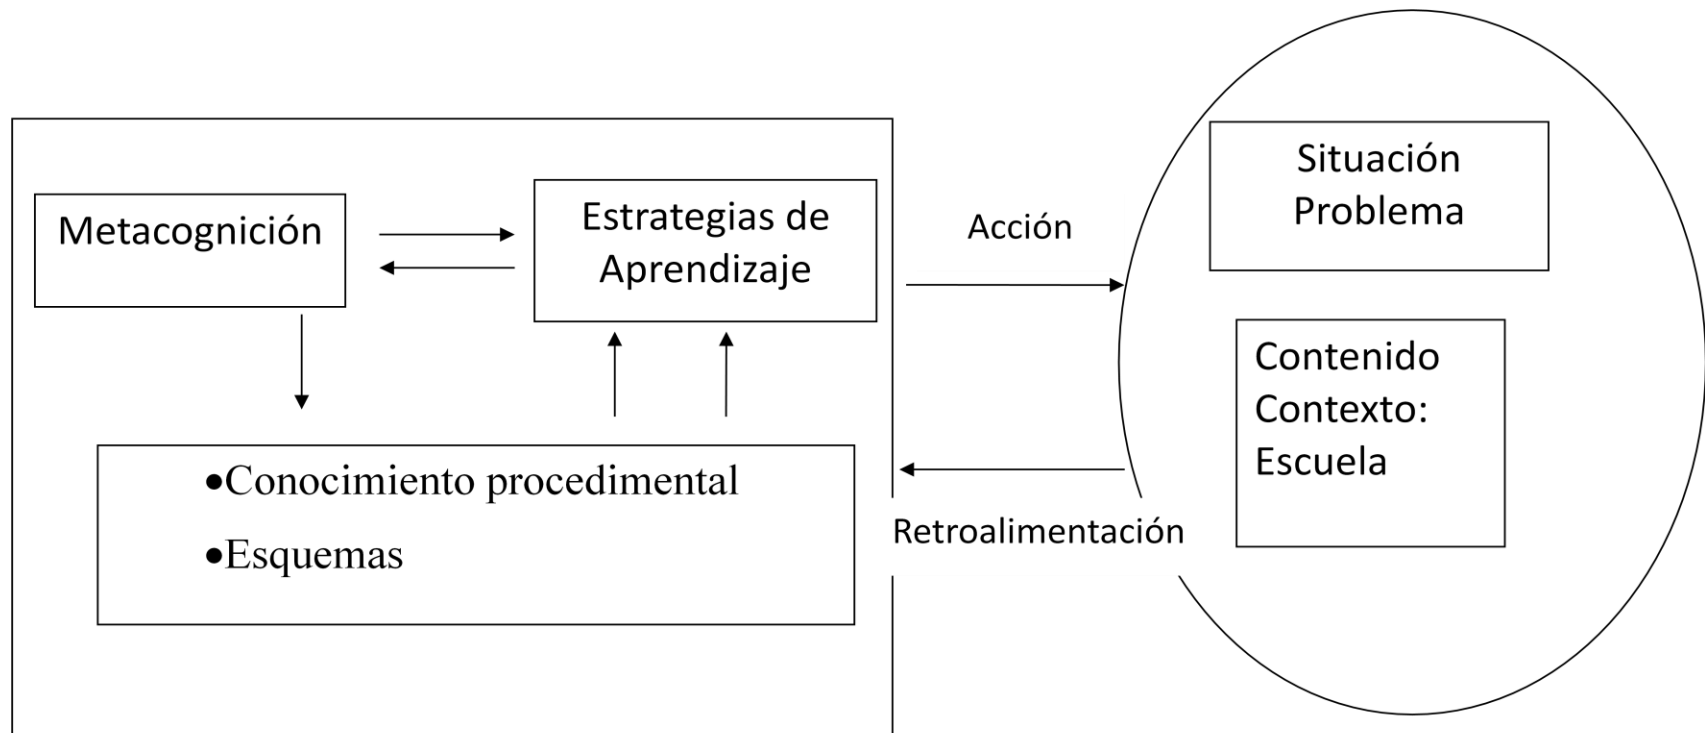 Metacognición
Estrategias de
Aprendizaje
•Conocimiento procedimental
•Esquemas
Acción
Retroalimentación
Situación
Problema
Contenido
Contexto:
Escuela